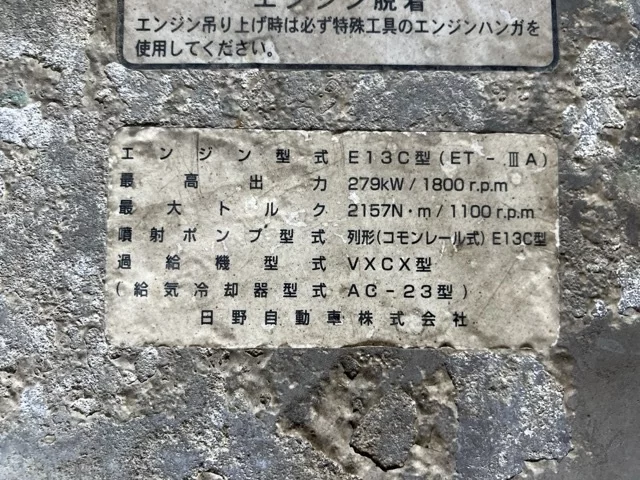 エンジン脱着
エンジン吊り上げ時は必ず特殊工具のエンジンハンガを
使用してください。
エンジン型式 E13C型(ET-ⅢA)
最高出力 279kW/1800r.p.m
最大トルク 2157N・m/1100r.p.m
噴射ポンプ型式 列形(コモンレール式)E13C型
過給機型式 VXCX型
(給気冷却器型式 AC-23型)
日野自動車株式会社